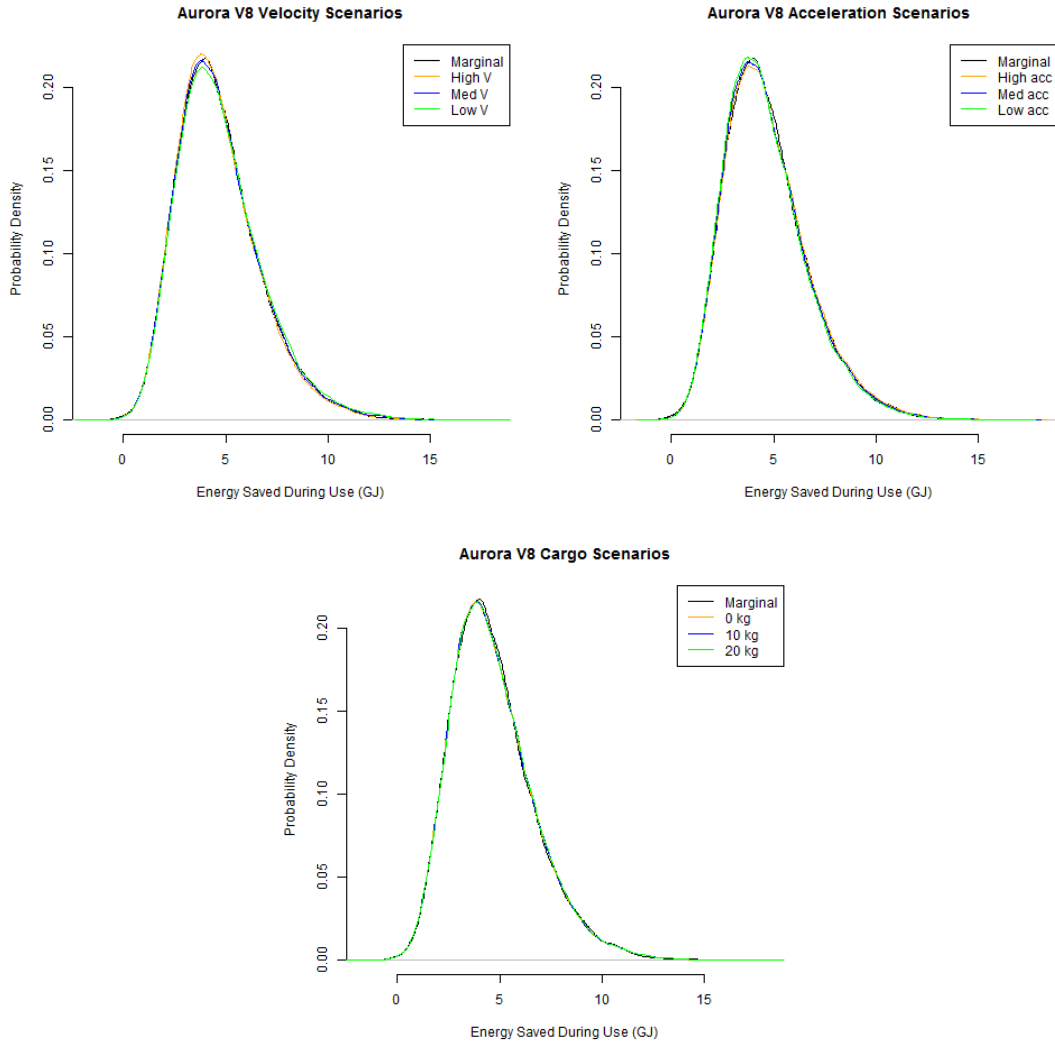 Aurora V8 Velocity Scenarios
Marginal
High V
Med V
Low V
Probability Density
0.00
0.05
0.10
0.15
0.20
0
5
10
15
Energy Saved During Use (GJ)
Aurora V8 Acceleration Scenarios
Marginal
High acc
Med acc
Low acc
Probability Density
0.00
0.05
0.10
0.15
0.20
0
5
10
15
Energy Saved During Use (GJ)
Aurora V8 Cargo Scenarios
Marginal
0 kg
10 kg
20 kg
Probability Density
0.00
0.05
0.10
0.15
0.20
0
5
10
15
Energy Saved During Use (GJ)